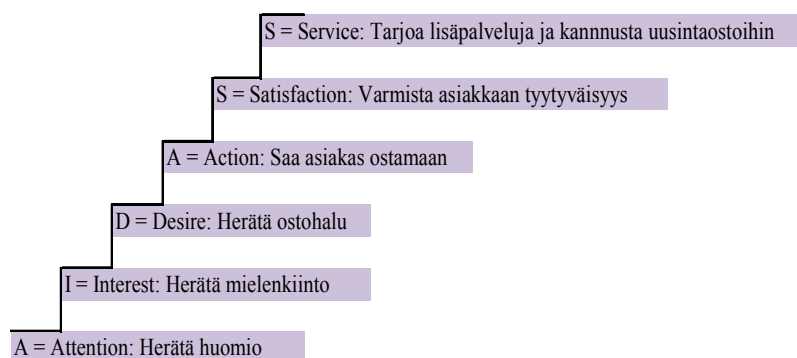 S = Service: Tarjoa lisäpalveluja ja kannnusta uusintaostoihin
S = Satisfaction: Varmista asiakkaan tyytyväisyys
A = Action: Saa asiakas ostamaan
D = Desire: Herätä ostohalu
I = Interest: Herätä mielenkiinto
A = Attention: Herätä huomio